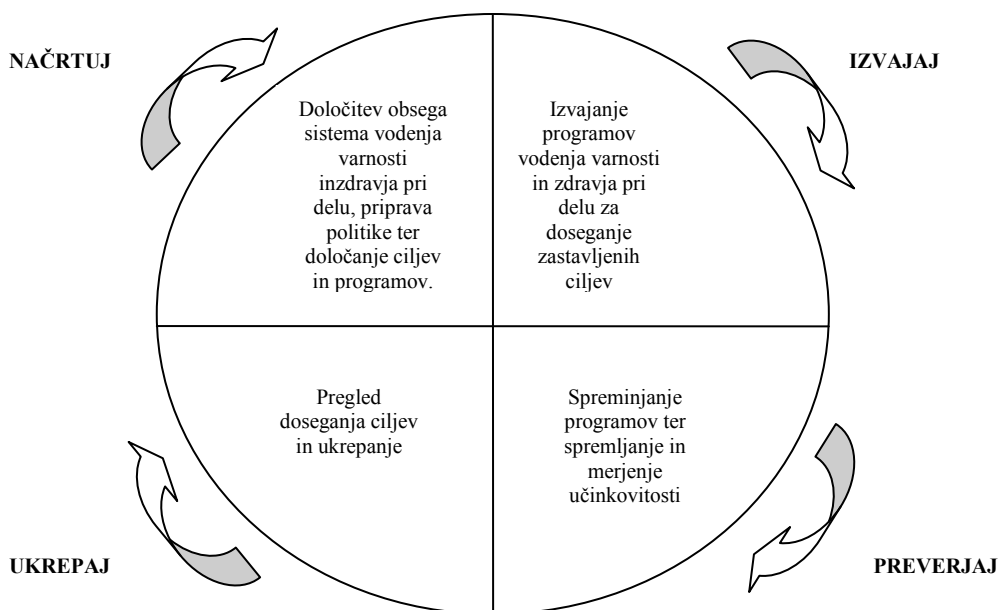 NAČRTUJ
IZVAJAJ
Določitev obsega
sistema vodenja
varnosti
inzdravja pri
delu, priprava
politike ter
določanje ciljev
in programov.
Izvajanje
programov
vodenja varnosti
in zdravja pri
delu za
doseganje
zastavljenih
ciljev
Pregled
doseganja ciljev
in ukrepanje
Spreminjanje
programov ter
spremljanje in
merjenje
učinkovitosti
UKREPAJ
PREVERJAJ